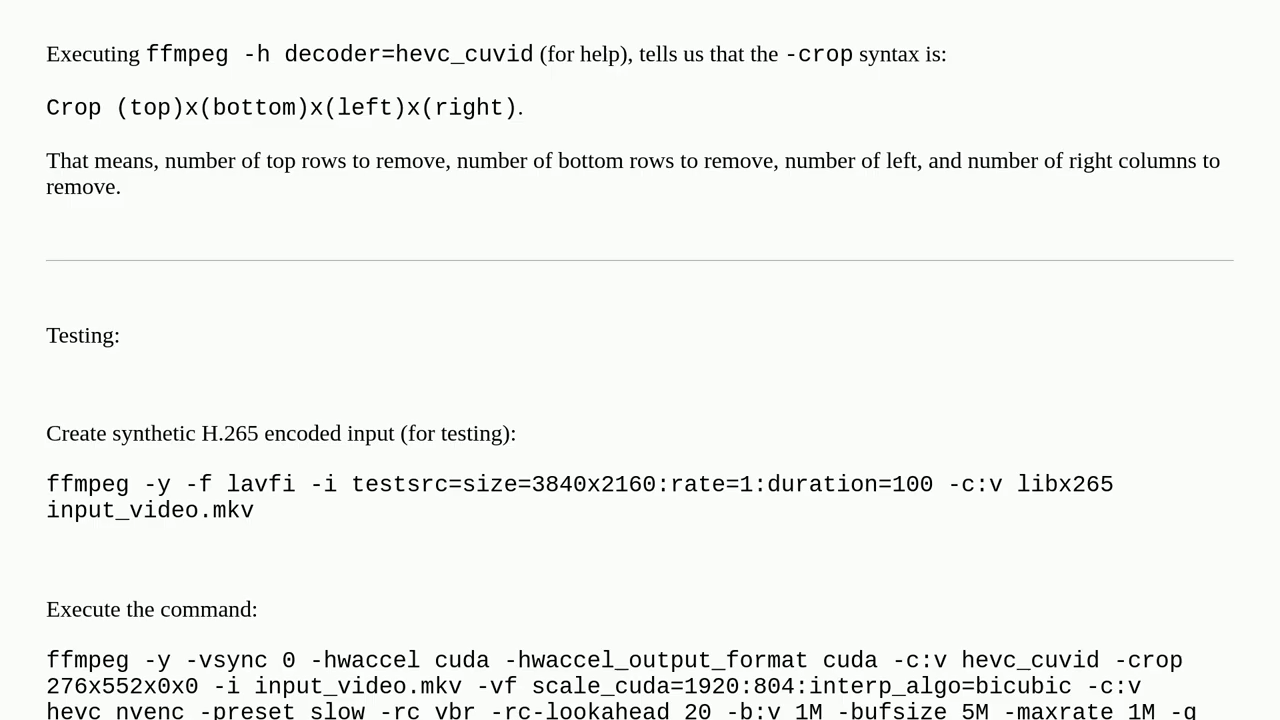 Executing ffmpeg -h decoder=hevc_cuvid (for help), tells us that the -crop syntax is:
Crop (top)x(bottom)x(left)x(right).
That means, number of top rows to remove, number of bottom rows to remove, number of left, and number of right columns to
remove.
Testing:
Create synthetic H.265 encoded input (for testing):
ffmpeg -y -f lavfi -i testsrc=size=3840x2160:rate=1:duration=100 -c:v libx265
input_video.mkv
Execute the command:
ffmpeg -y -vsync 0 -hwaccel cuda -hwaccel_output_format cuda -c:v hevc_cuvid -crop
276x552x0x0 -i input_video.mkv -vf scale_cuda=1920:804:interp_algo=bicubic -c:v
hevc_nvenc -preset slow -rc vbr -rc-lookahead 20 -b:v 1M -bufsize 5M -maxrate 1M -g